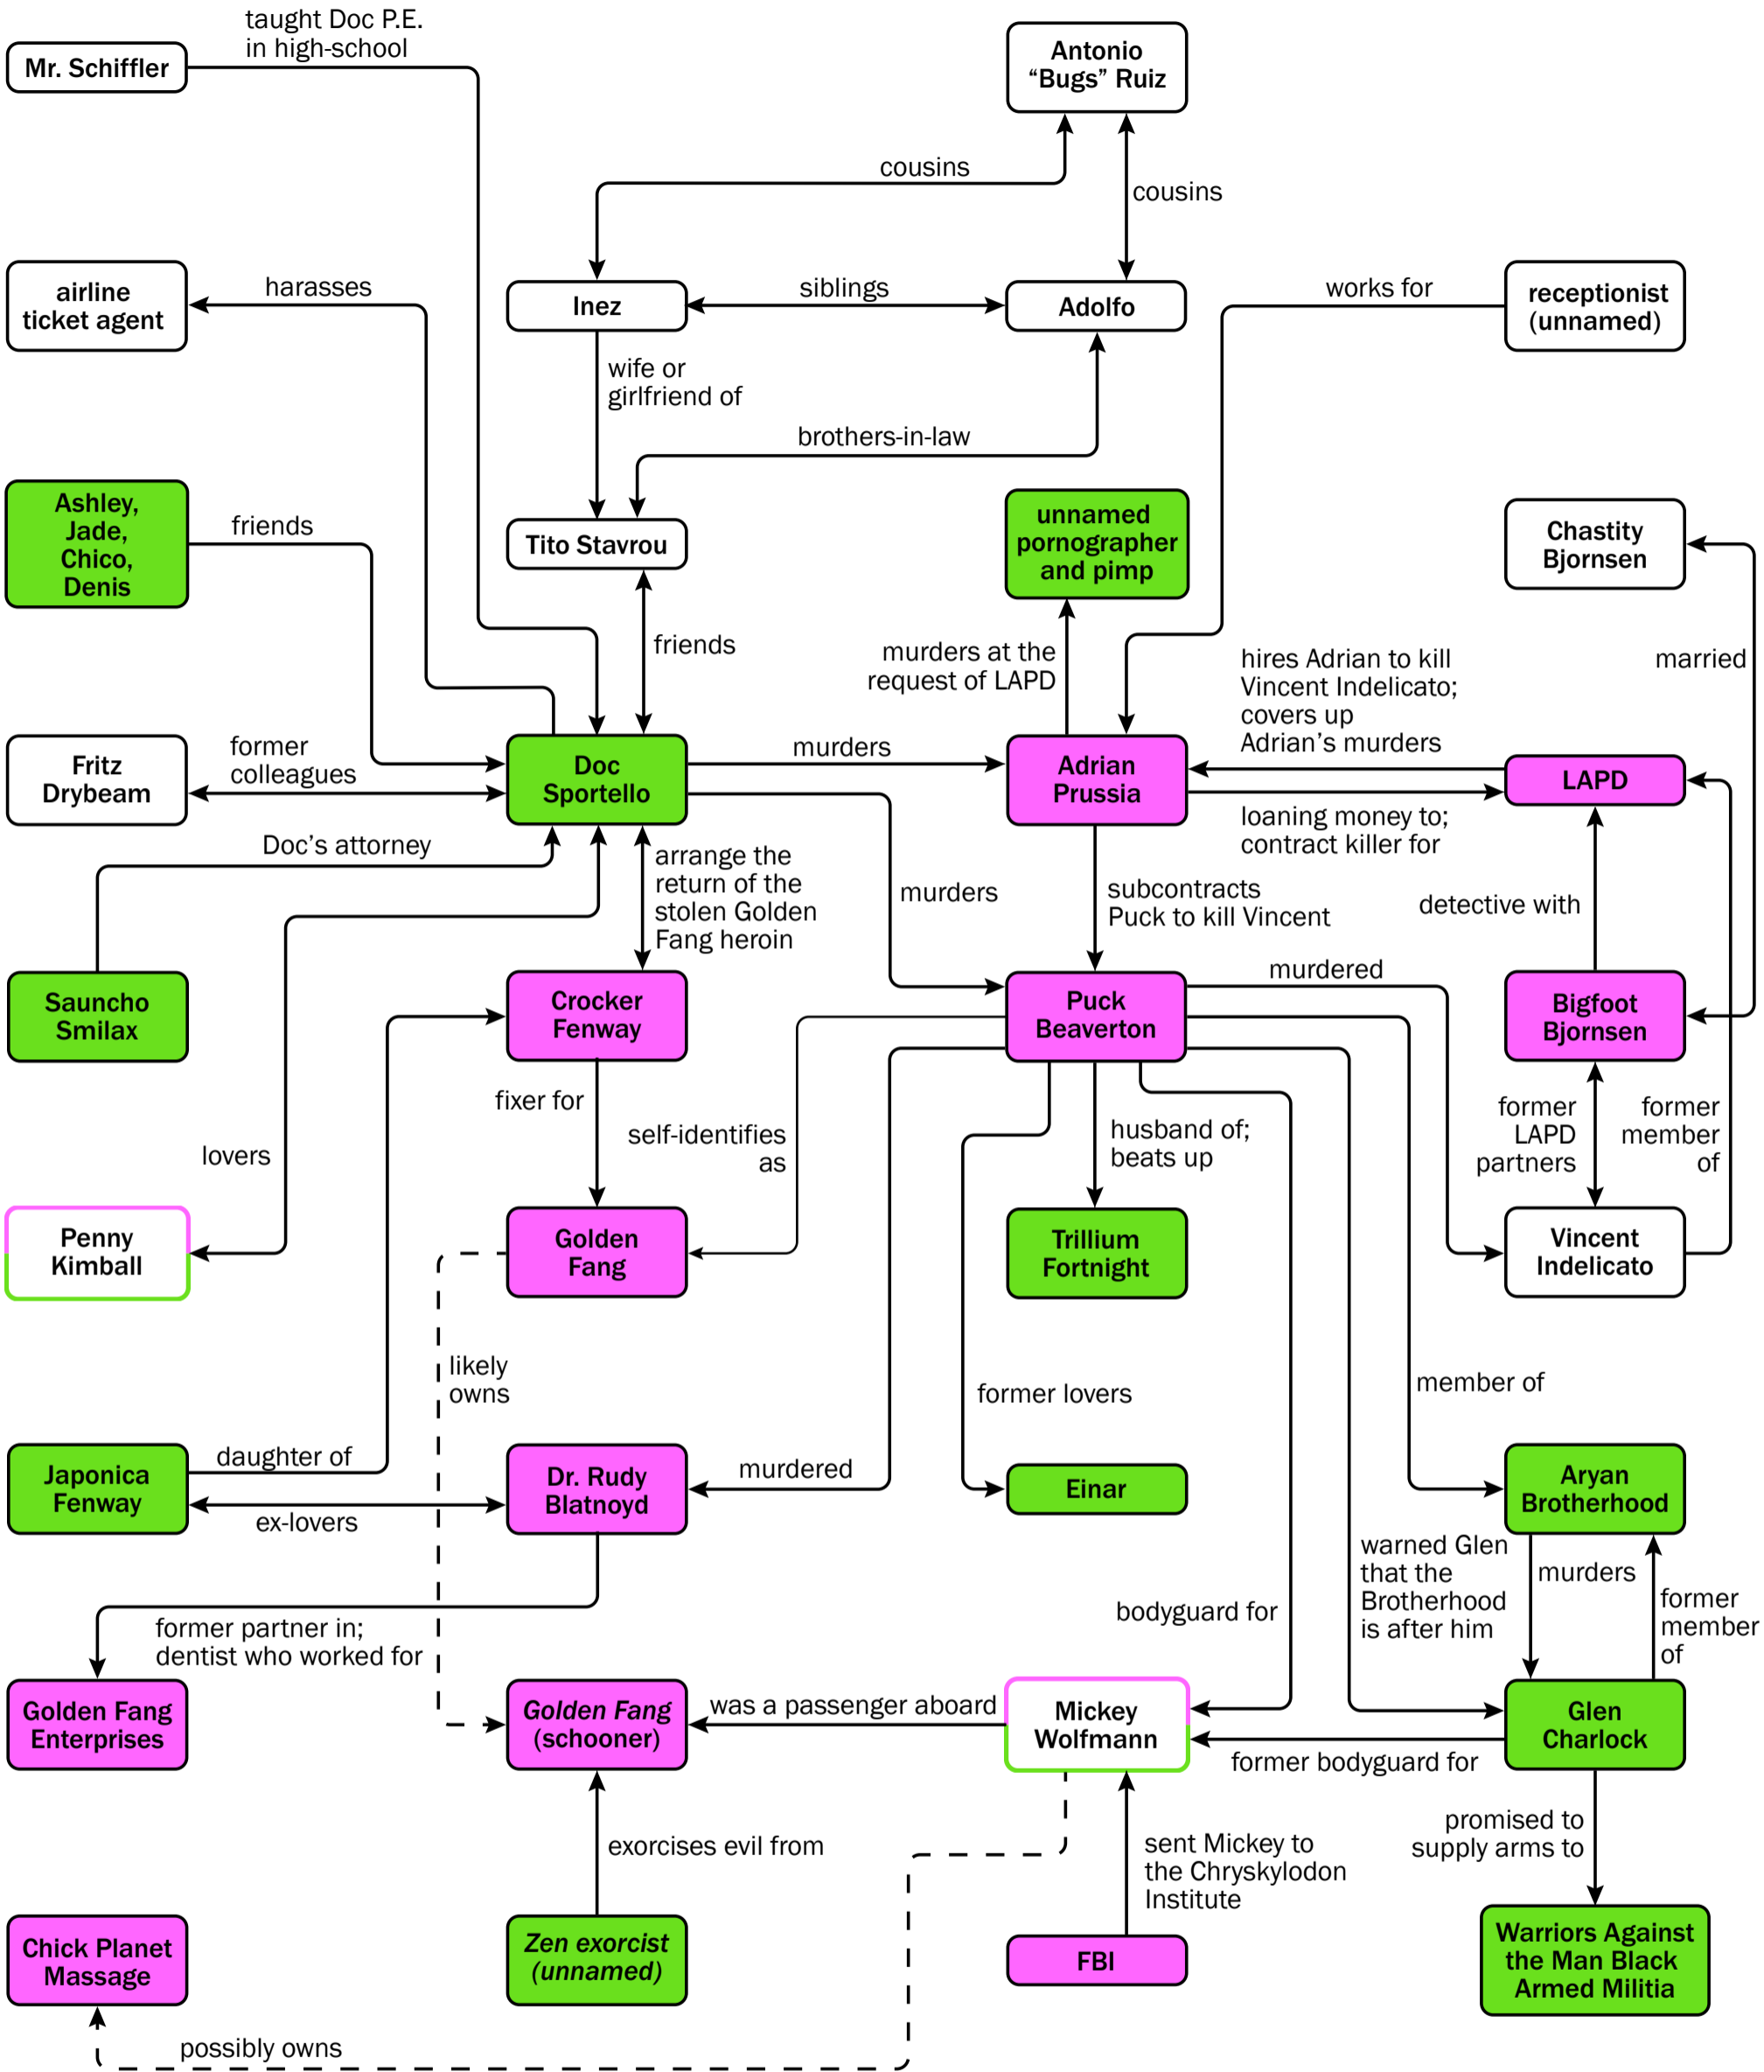 taught Doc P.E.
in high-school
Mr. Schiffler
Antonio
“Bugs” Ruiz
cousins
cousins
airline
ticket agent
harasses
Inez
siblings
Adolfo
works for
receptionist
(unnamed)
wife or
girlfriend of
brothers-in-law
Ashley,
Jade,
Chico,
Denis
friends
Tito Stavrou
unnamed
pornographer
and pimp
Chastity
Bjornsen
friends
murders at the
request of LAPD
hires Adrian to kill
Vincent Indelicato;
covers up
Adrian’s murders
married
Fritz
Drybeam
former
colleagues
Doc
Sportello
murders
Adrian
Prussia
LAPD
loaning money to;
contract killer for
Doc’s attorney
arrange the
return of the
stolen Golden
Fang heroin
murders
subcontracts
Puck to kill Vincent
detective with
Sauncho
Smilax
Crocker
Fenway
Puck
Beaverton
murdered
Bigfoot
Bjornsen
fixer for
self-identifies
as
husband of;
beats up
former
LAPD
partners
former
member
of
lovers
Penny
Kimball
Golden
Fang
Trillium
Fortnight
Vincent
Indelicato
likely
owns
former lovers
member of
Japonica
Fenway
daughter of
ex-lovers
Dr. Rudy
Blatnoyd
murdered
Einar
Aryan
Brotherhood
warned Glen
that the
Brotherhood
is after him
murders
former
member
of
former partner in;
dentist who worked for
bodyguard for
Golden Fang
Enterprises
Golden Fang
(schooner)
was a passenger aboard
Mickey
Wolfmann
former bodyguard for
Glen
Charlock
exorcises evil from
sent Mickey to
the Chryskylodon
Institute
promised to
supply arms to
Chick Planet
Massage
Zen exorcist
(unnamed)
FBI
Warriors Against
the Man Black
Armed Militia
possibly owns